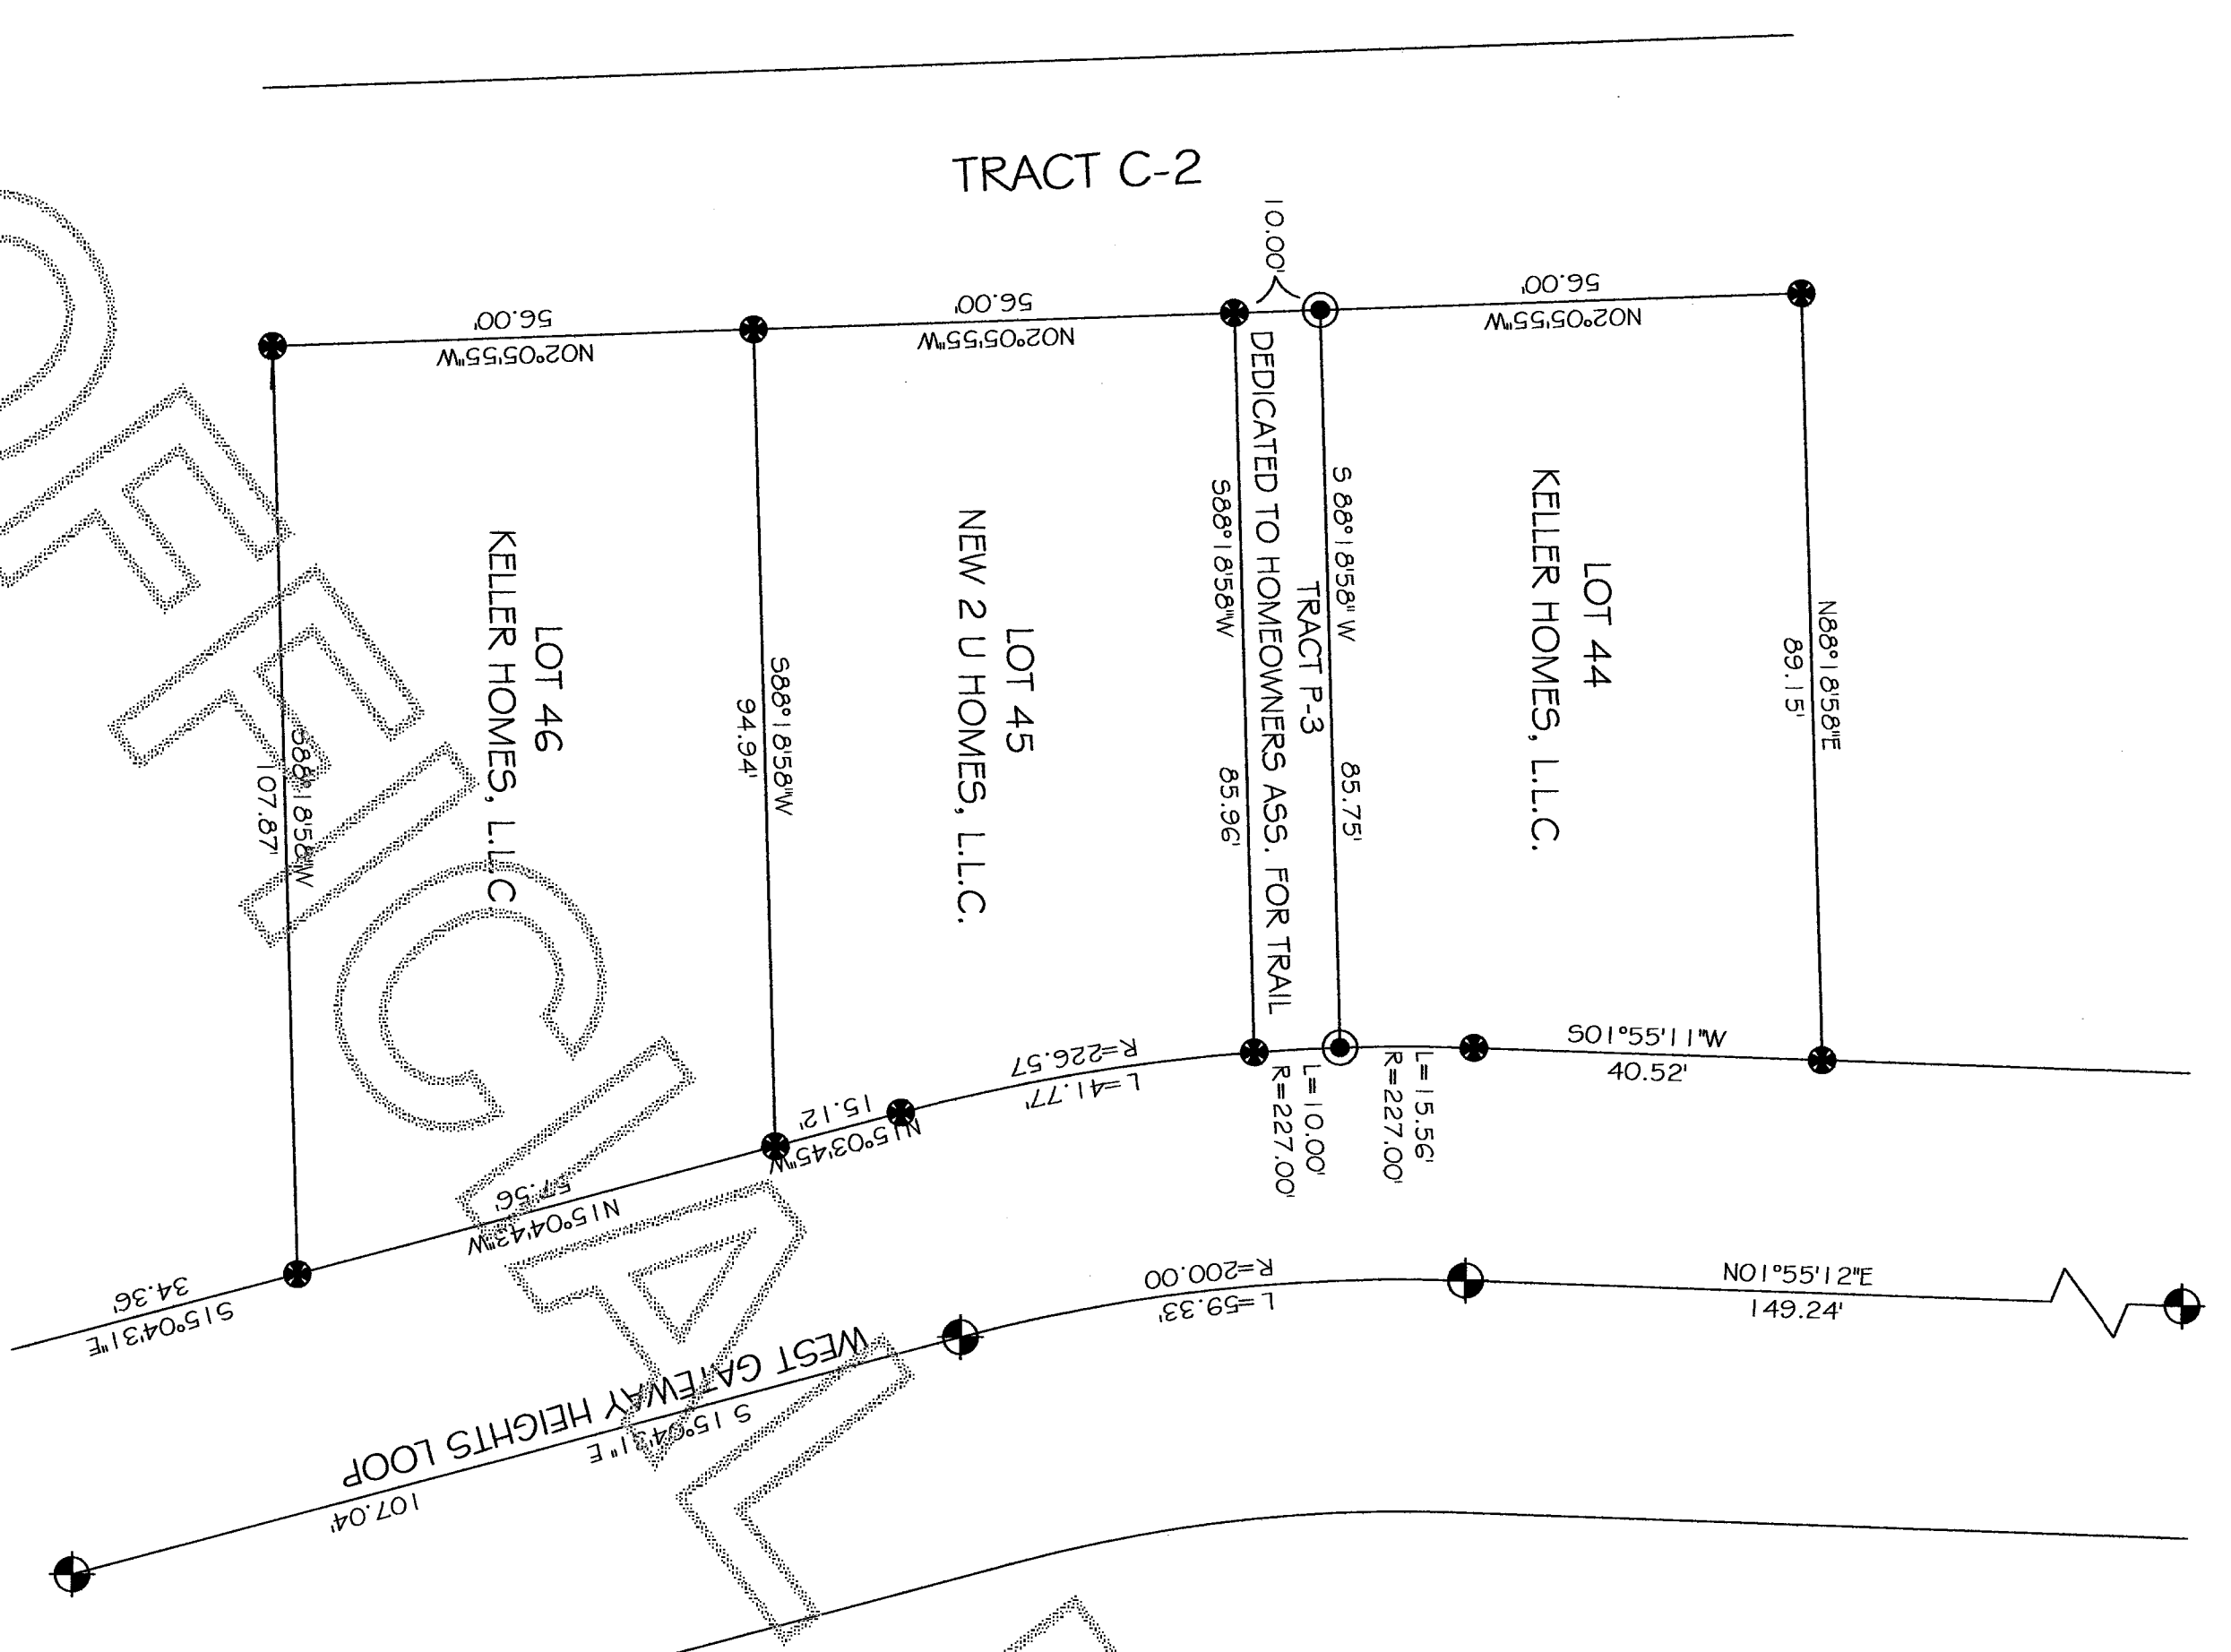 TRACT C-2
10.00'
56.00'
N02°05'55"W
56.00'
N02°05'55"W
56.00'
N02°05'55"W
S88°18'58"W
107.87'
LOT 46
KELLER HOMES, L.L.C.
S88°18'58"W
94.94'
LOT 45
NEW 2 U HOMES, L.L.C.
S88°18'58"W 85.96'
DEDICATED TO HOMEOWNERS ASS. FOR TRAIL
TRACT P-3
S 88°18'58" W 85.75'
LOT 44
KELLER HOMES, L.L.C.
N88°18'58"E
89.15'
S01°55'11"W
40.52'
L=15.56'
R=227.00'
L=10.00'
R=227.00'
R=226.57
L=41.77'
15.12'
N15°03'45"W
57.56'
N15°04'43"W
34.36'
S15°04'31"E
N01°55'12"E
149.24'
R=200.00
L=59.33'
WEST GATEWAY HEIGHTS LOOP
S 15°04'31" E
107.04'
OFFICIAL